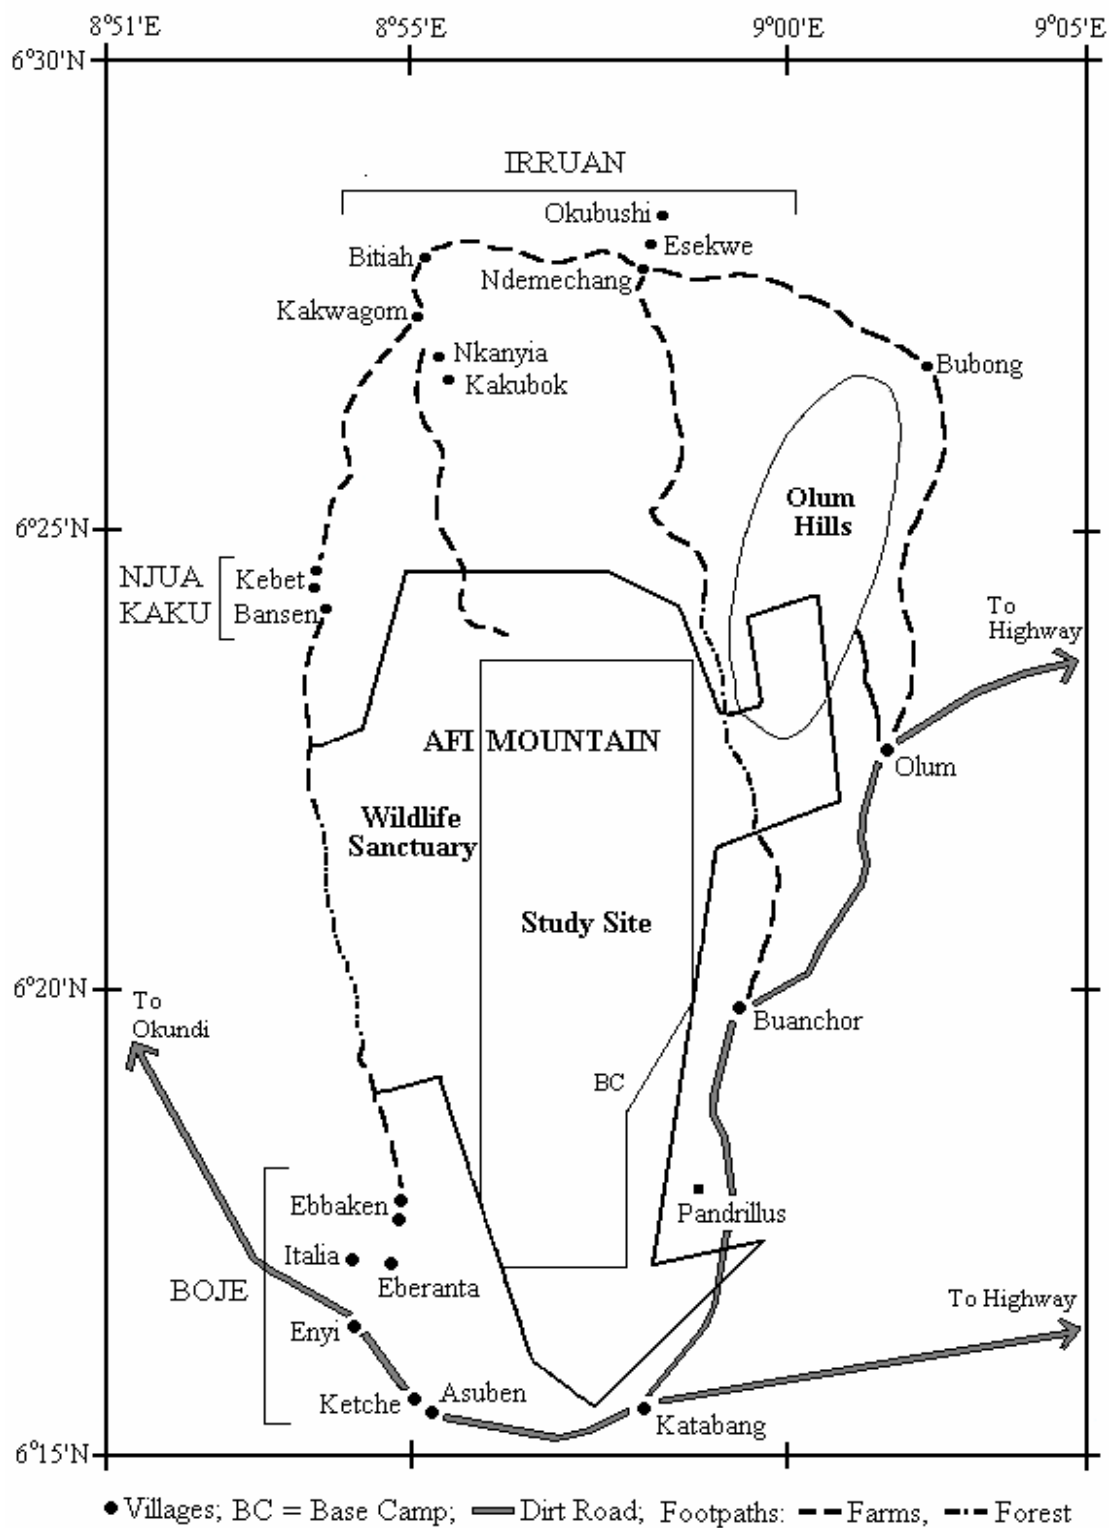 8°51'E 8°55'E 9°00'E 9°05'E
6°30'N
IRRUAN
Okubushi
Esekwe
Bitiah
Ndemechang
Kakwagom
Nkanyia
Bubong
Kakubok
Olum
Hills
6°25'N
NJUA
KAKU
Kebet
Bansen
To
Highway
AFI MOUNTAIN
Olum
Wildlife
Sanctuary
Study Site
6°20'N
To
Okundi
Buanchor
BC
Ebbaken
Pandrillus
Italia
Eberanta
BOJE
To Highway
Enyi
Ketche
Asuben
Katabang
6°15'N
Villages; BC = Base Camp; Dirt Road; Footpaths: Farms, Forest